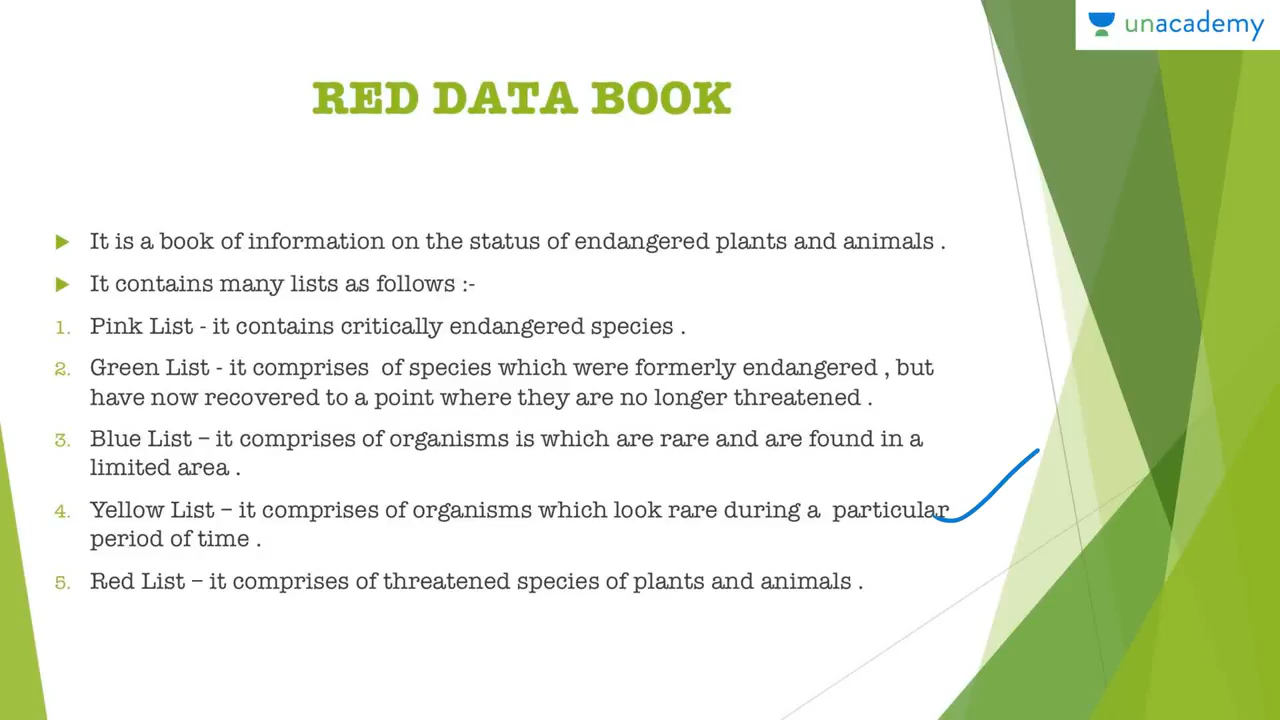 unacademy
RED DATA BOOK
It is a book of information on the status of endangered plants and animals .
It contains many lists as follows :-
1. Pink List - it contains critically endangered species .
2. Green List - it comprises of species which were formerly endangered , but
have now recovered to a point where they are no longer threatened .
3. Blue List – it comprises of organisms is which are rare and are found in a
limited area .
4. Yellow List – it comprises of organisms which look rare during a particular
period of time .
5. Red List – it comprises of threatened species of plants and animals .